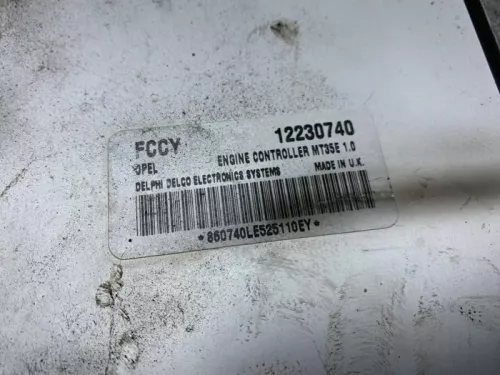 FCCY 12230740
OPEL ENGINE CONTROLLER MT35E 1.0
DELPHI DELCO ELECTRONICS SYSTEMS MADE IN U.K.
*860740LE525110EY*